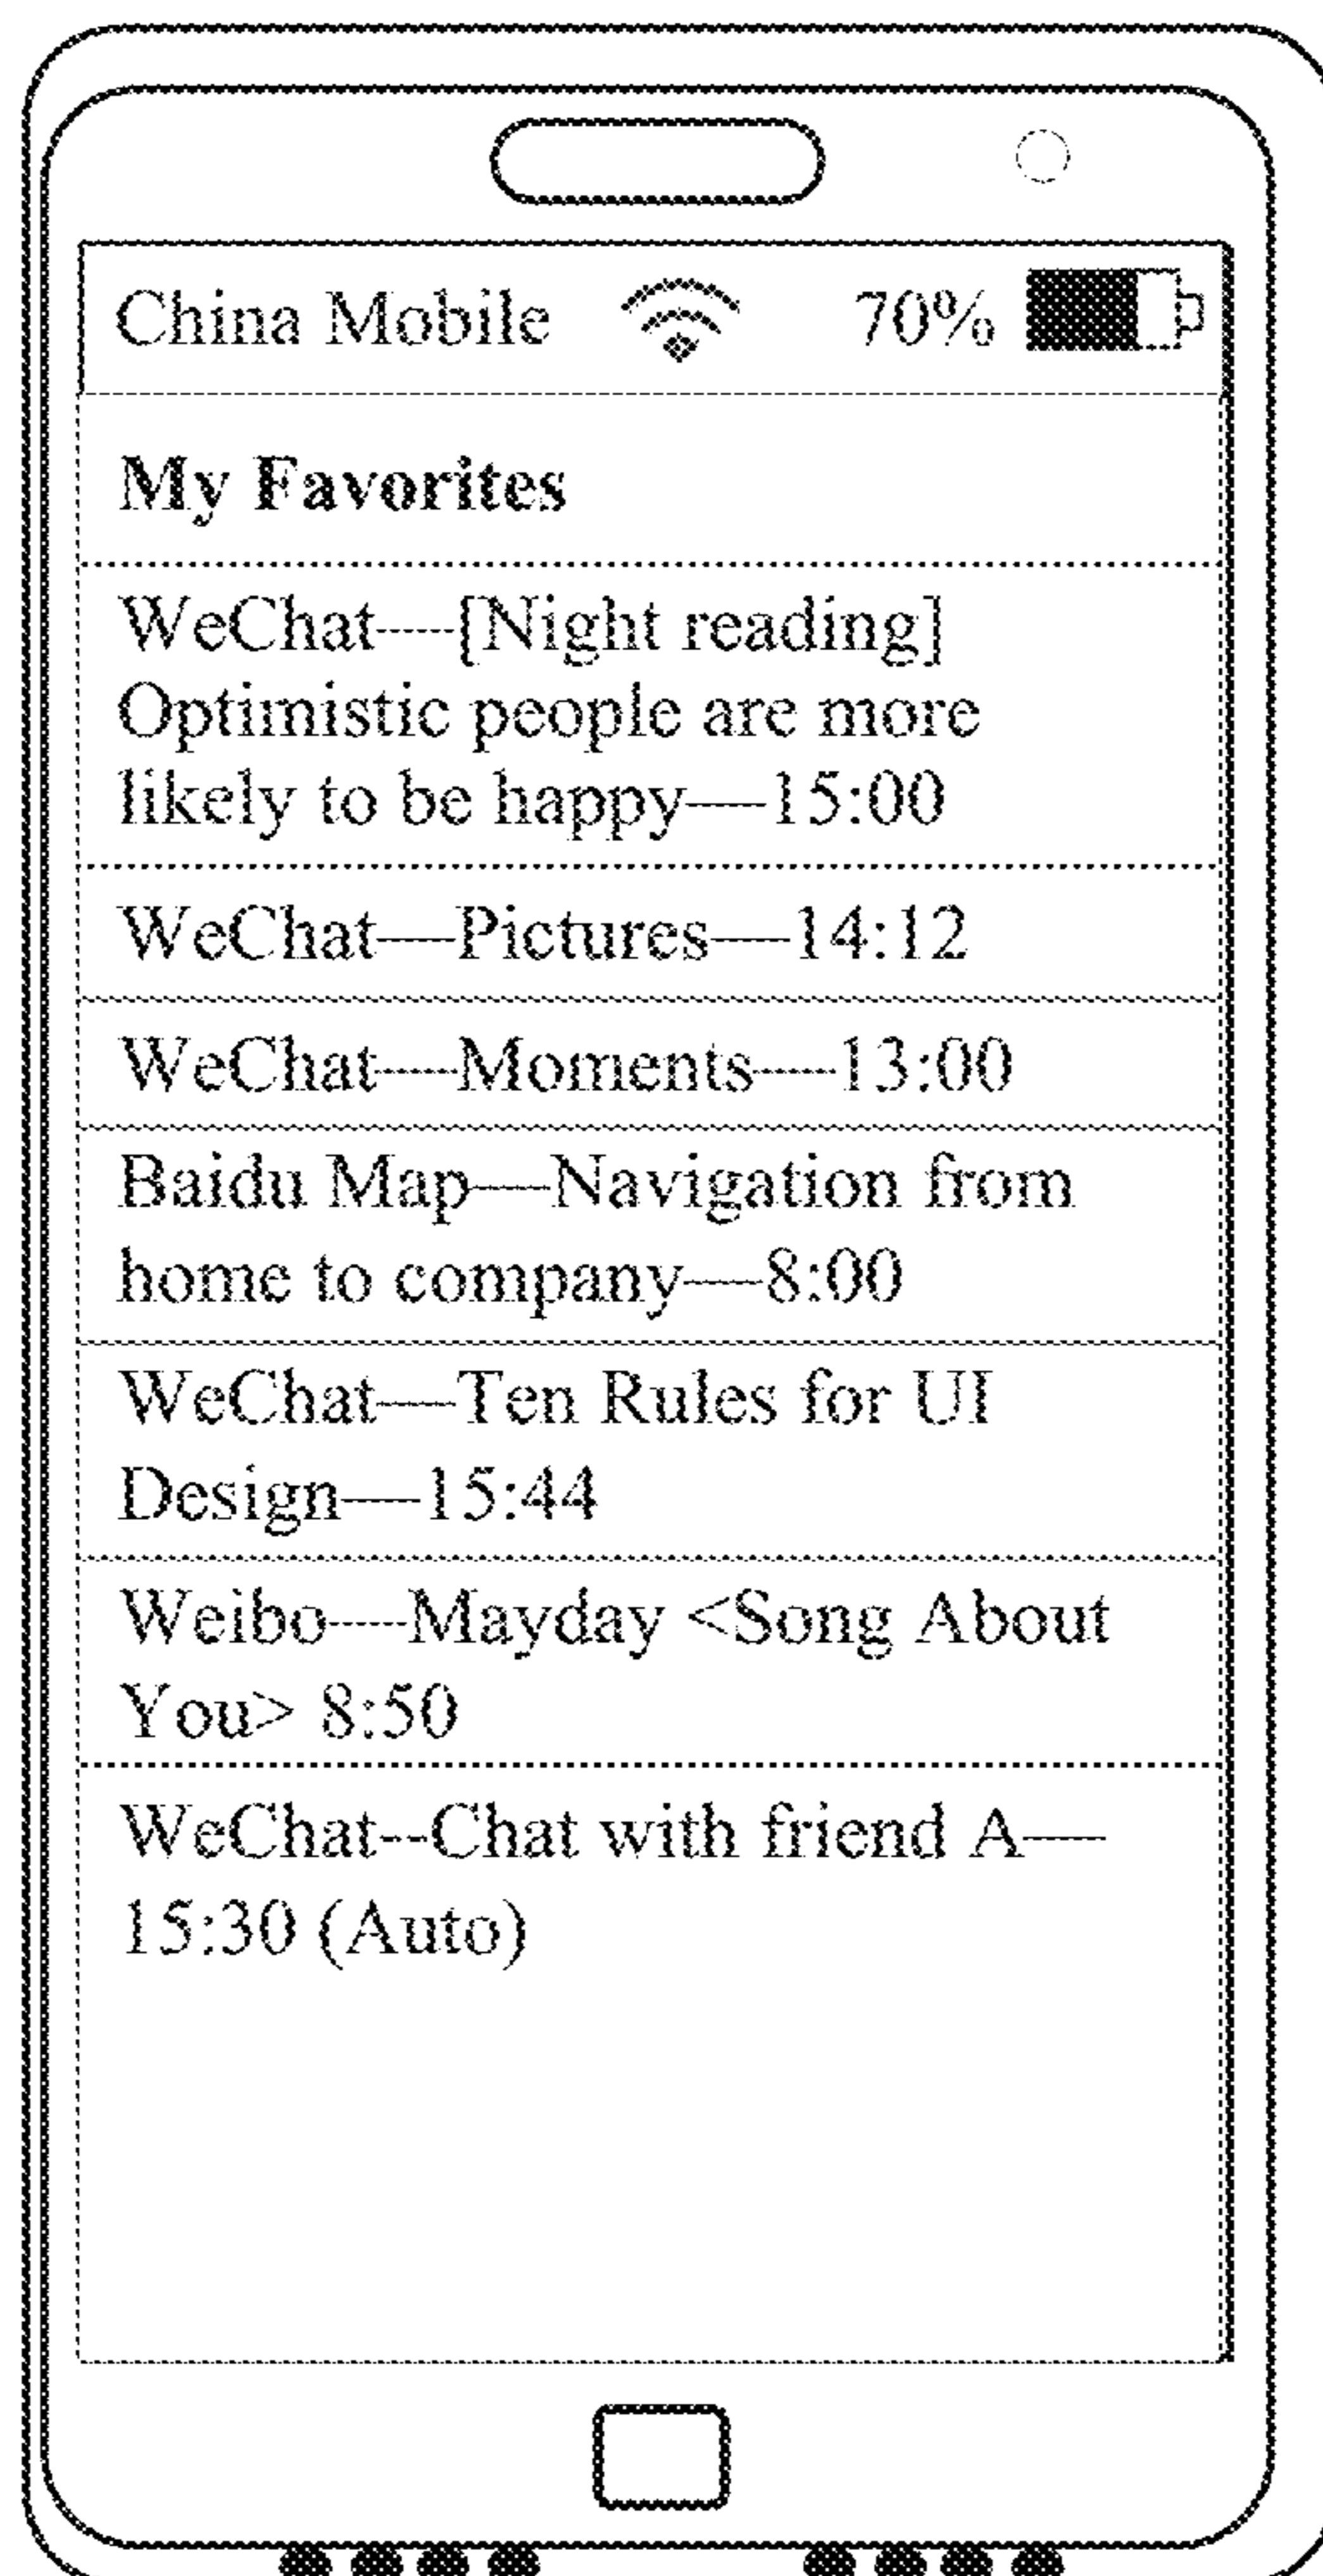 China Mobile 70%
My Favorites
WeChat—[Night reading]
Optimistic people are more
likely to be happy—15:00
WeChat—Pictures—14:12
WeChat—Moments—13:00
Baidu Map—Navigation from
home to company—8:00
WeChat—Ten Rules for UI
Design—15:44
Weibo—Mayday <Song About
You> 8:50
WeChat--Chat with friend A—
15:30 (Auto)